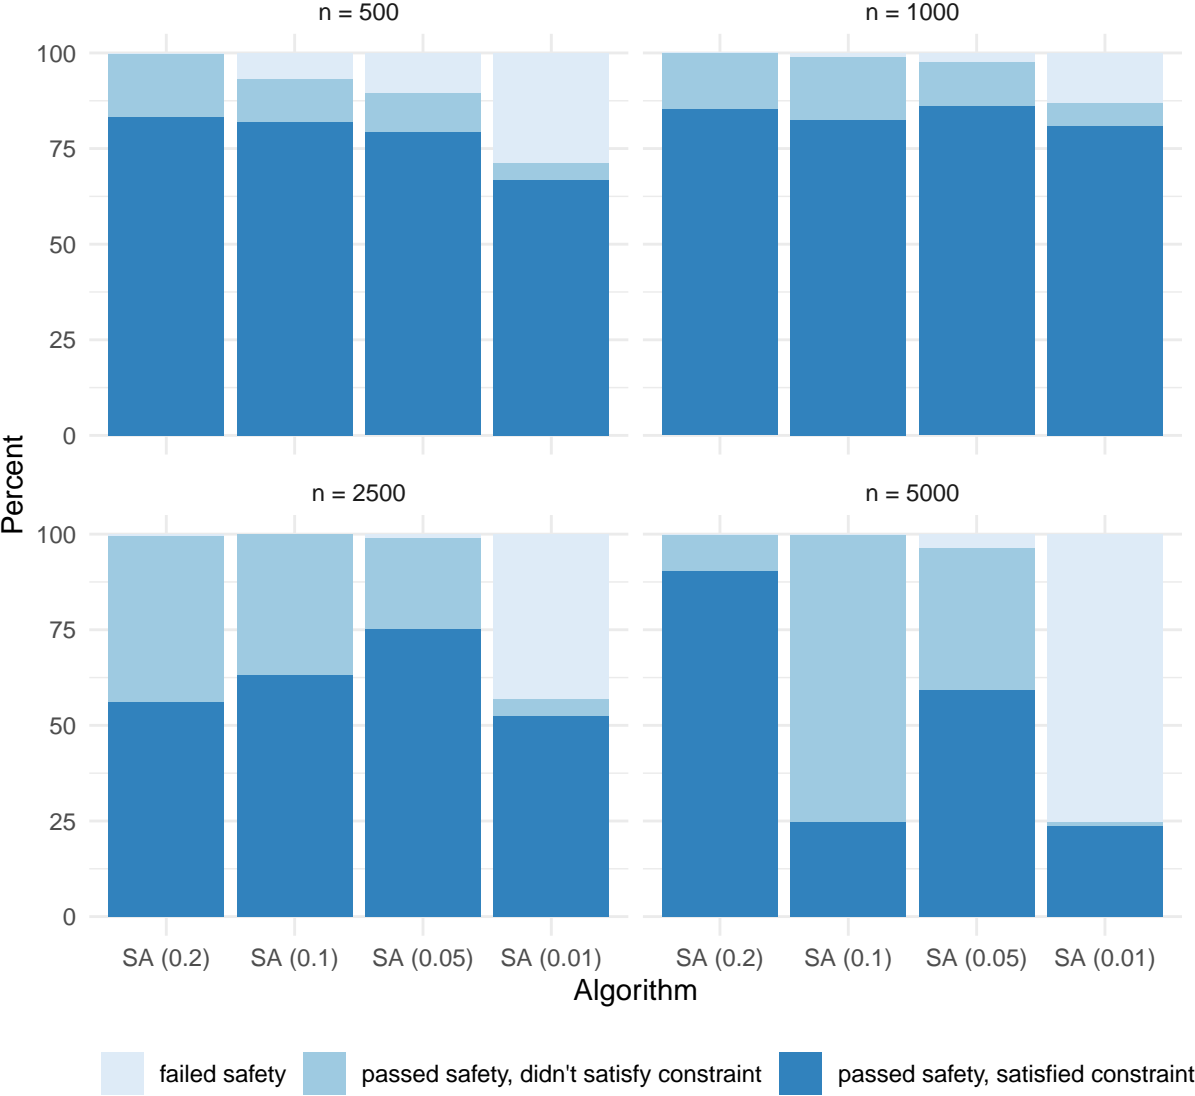 n = 500
n = 1000
100
75
50
25
0
Percent
n = 2500
n = 5000
100
75
50
25
0
SA (0.2) SA (0.1) SA (0.05) SA (0.01) SA (0.2) SA (0.1) SA (0.05) SA (0.01)
Algorithm
failed safety passed safety, didn't satisfy constraint passed safety, satisfied constraint